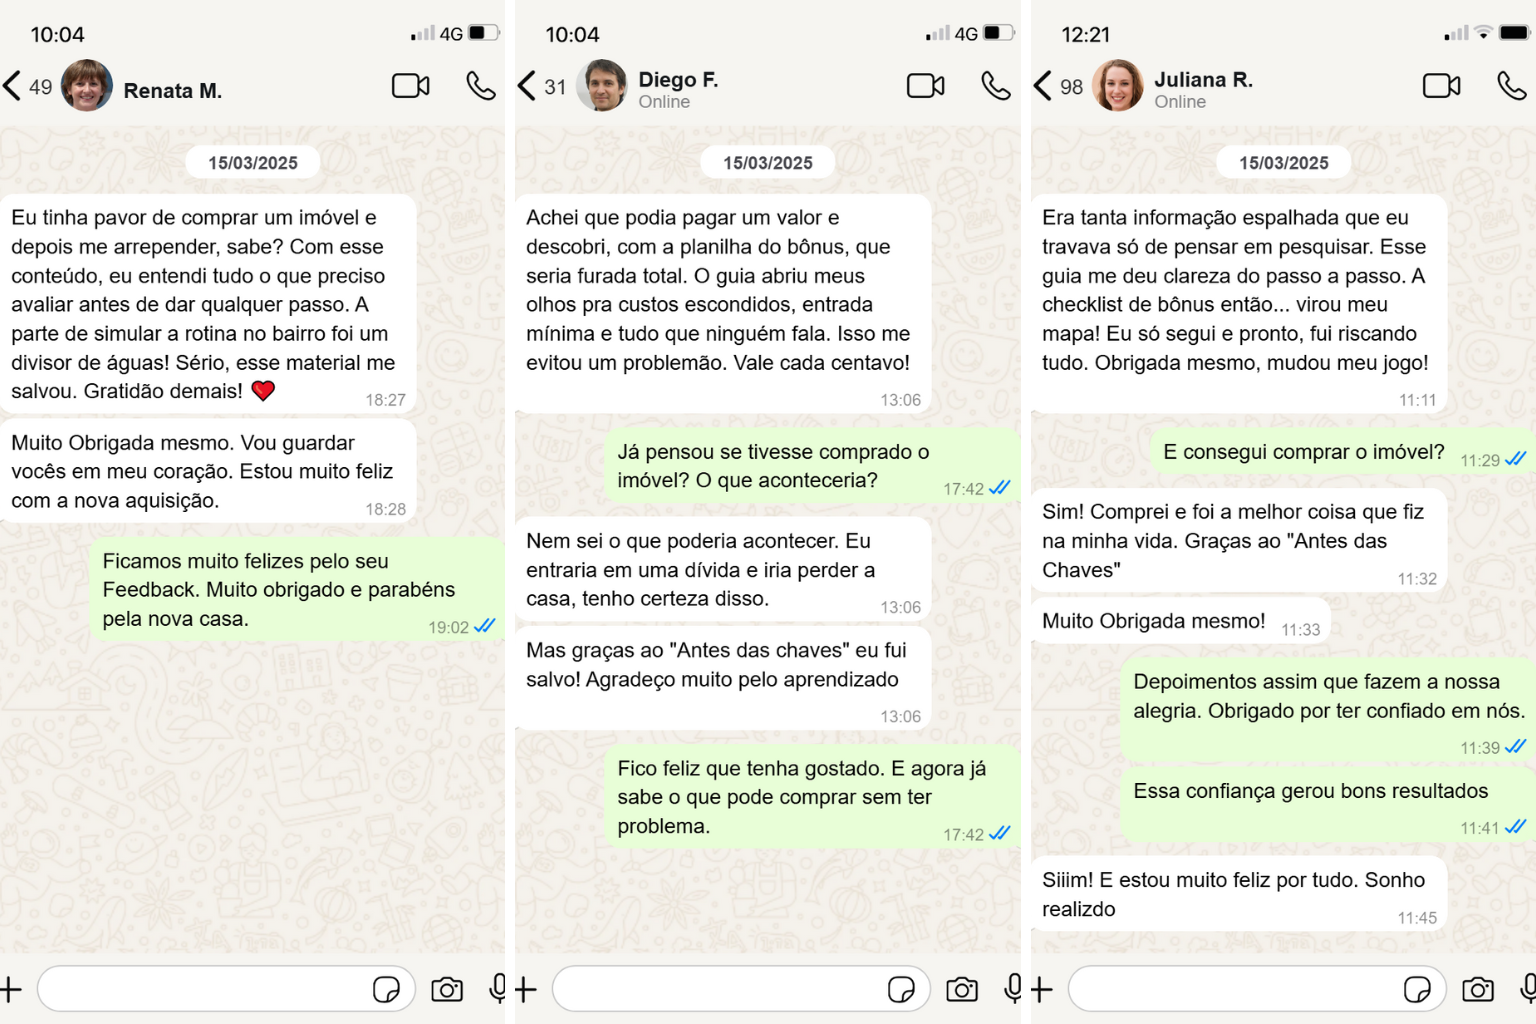 10:04
4G
49
Renata M.
15/03/2025
Eu tinha pavor de comprar um imóvel e
depois me arrepender, sabe? Com esse
conteúdo, eu entendi tudo o que preciso
avaliar antes de dar qualquer passo. A
parte de simular a rotina no bairro foi um
divisor de águas! Sério, esse material me
salvou. Gratidão demais! ❤️
18:27
Muito Obrigada mesmo. Vou guardar
vocês em meu coração. Estou muito feliz
com a nova aquisição.
18:28
Ficamos muito felizes pelo seu
Feedback. Muito obrigado e parabéns
pela nova casa.
19:02
10:04
4G
31
Diego F.
Online
15/03/2025
Achei que podia pagar um valor e
descobri, com a planilha do bônus, que
seria furada total. O guia abriu meus
olhos pra custos escondidos, entrada
mínima e tudo que ninguém fala. Isso me
evitou um problemão. Vale cada centavo!
13:06
Já pensou se tivesse comprado o
imóvel? O que aconteceria?
17:42
Nem sei o que poderia acontecer. Eu
entraria em uma dívida e iria perder a
casa, tenho certeza disso.
13:06
Mas graças ao "Antes das chaves" eu fui
salvo! Agradeço muito pelo aprendizado
13:06
Fico feliz que tenha gostado. E agora já
sabe o que pode comprar sem ter
problema.
17:42
12:21
98
Juliana R.
Online
15/03/2025
Era tanta informação espalhada que eu
travava só de pensar em pesquisar. Esse
guia me deu clareza do passo a passo. A
checklist de bônus então... virou meu
mapa! Eu só segui e pronto, fui riscando
tudo. Obrigada mesmo, mudou meu jogo!
11:11
E consegui comprar o imóvel?
11:29
Sim! Comprei e foi a melhor coisa que fiz
na minha vida. Graças ao "Antes das
Chaves"
11:32
Muito Obrigada mesmo!
11:33
Depoimentos assim que fazem a nossa
alegria. Obrigado por ter confiado em nós.
11:39
Essa confiança gerou bons resultados
11:41
Siiim! E estou muito feliz por tudo. Sonho
realizdo
11:45